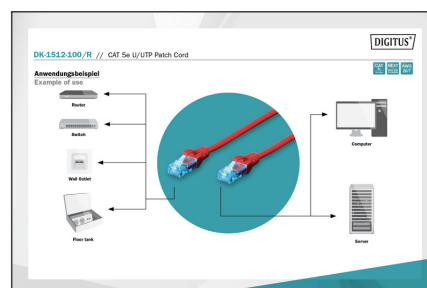 DIGITUS®
DK-1512-100/R // CAT 5e U/UTP Patch Cord
Anwendungsbeispiel
Example of use
Router
Switch
Wall Outlet
Floor tank
Computer
Server